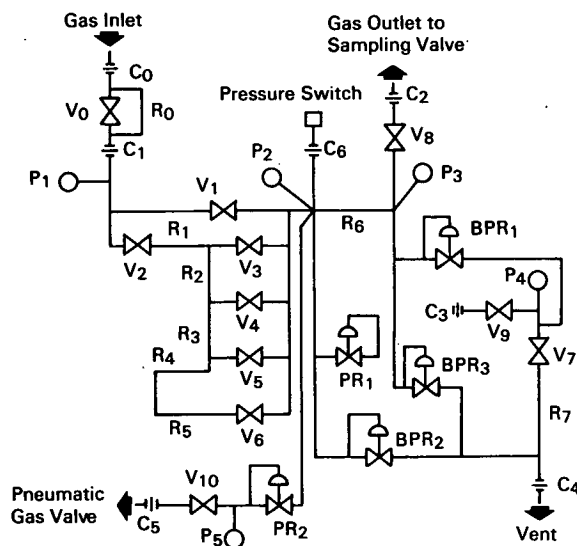 Gas Inlet
Gas Outlet to
Sampling Valve
C0
C2
Pressure Switch
V0
R0
V8
C1
P2
C6
P1
P3
V1
R1
R6
BPR1
V2
R2
V3
P4
C3
V4
V9
R3
V7
R4
V5
PR1
BPR3
R7
R5
V6
BPR2
V10
C4
Pneumatic
Gas Valve
C5
P5
PR2
Vent